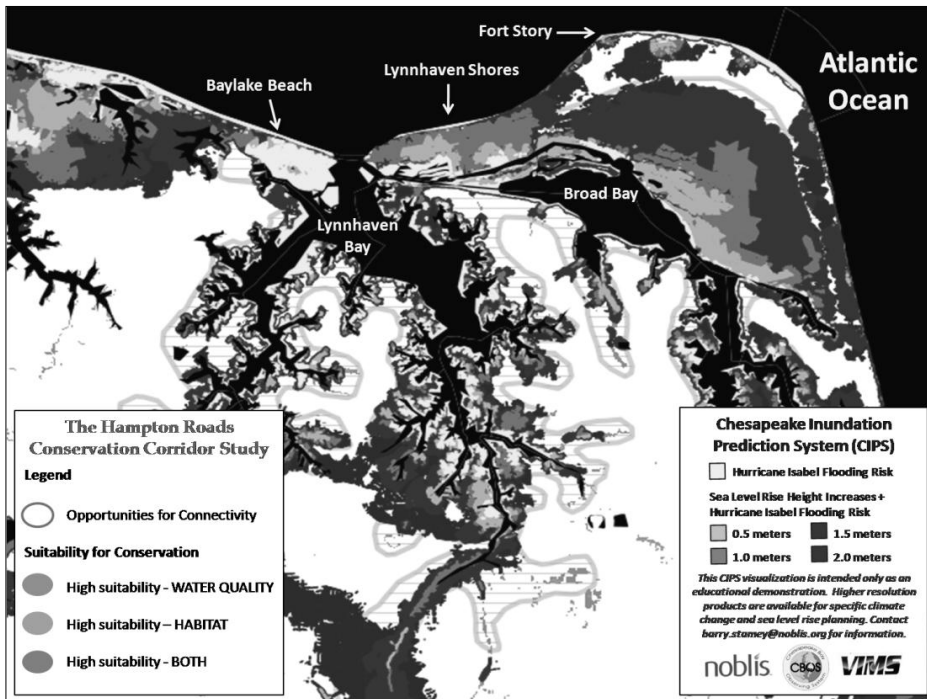 Fort Story
Atlantic
Ocean
Lynnhaven Shores
Baylake Beach
Broad Bay
Lynnhaven
Bay
The Hampton Roads
Conservation Corridor Study
Legend
Opportunities for Connectivity
Suitability for Conservation
High suitability - WATER QUALITY
High suitability – HABITAT
High suitability - BOTH
Chesapeake Inundation
Prediction System (CIPS)
Hurricane Isabel Flooding Risk
Sea Level Rise Height Increases +
Hurricane Isabel Flooding Risk
0.5 meters
1.5 meters
1.0 meters
2.0 meters
This CIPS visualization is intended only as an
educational demonstration. Higher resolution
products are available for specific climate
change and sea level rise planning. Contact
barry.stamey@noblis.org for information.
noblis.
CBOS
VIMS